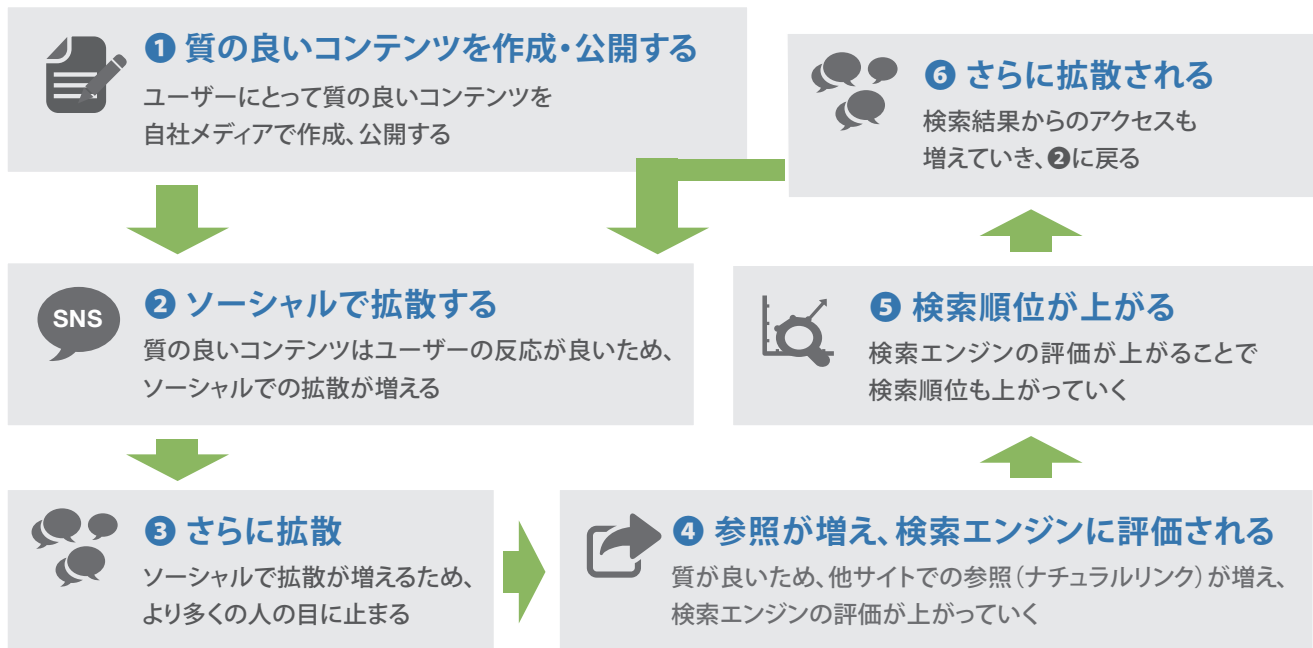 ❶ 質の良いコンテンツを作成・公開する
ユーザーにとって質の良いコンテンツを
自社メディアで作成、公開する
SNS
❷ ソーシャルで拡散する
質の良いコンテンツはユーザーの反応が良いため、
ソーシャルでの拡散が増える
❸ さらに拡散
ソーシャルで拡散が増えるため、
より多くの人の目に止まる
❹ 参照が増え、検索エンジンに評価される
質が良いため、他サイトでの参照（ナチュラルリンク）が増え、
検索エンジンの評価が上がっていく
❺ 検索順位が上がる
検索エンジンの評価が上がることで
検索順位も上がっていく
❻ さらに拡散される
検索結果からのアクセスも
増えていき、❷に戻る